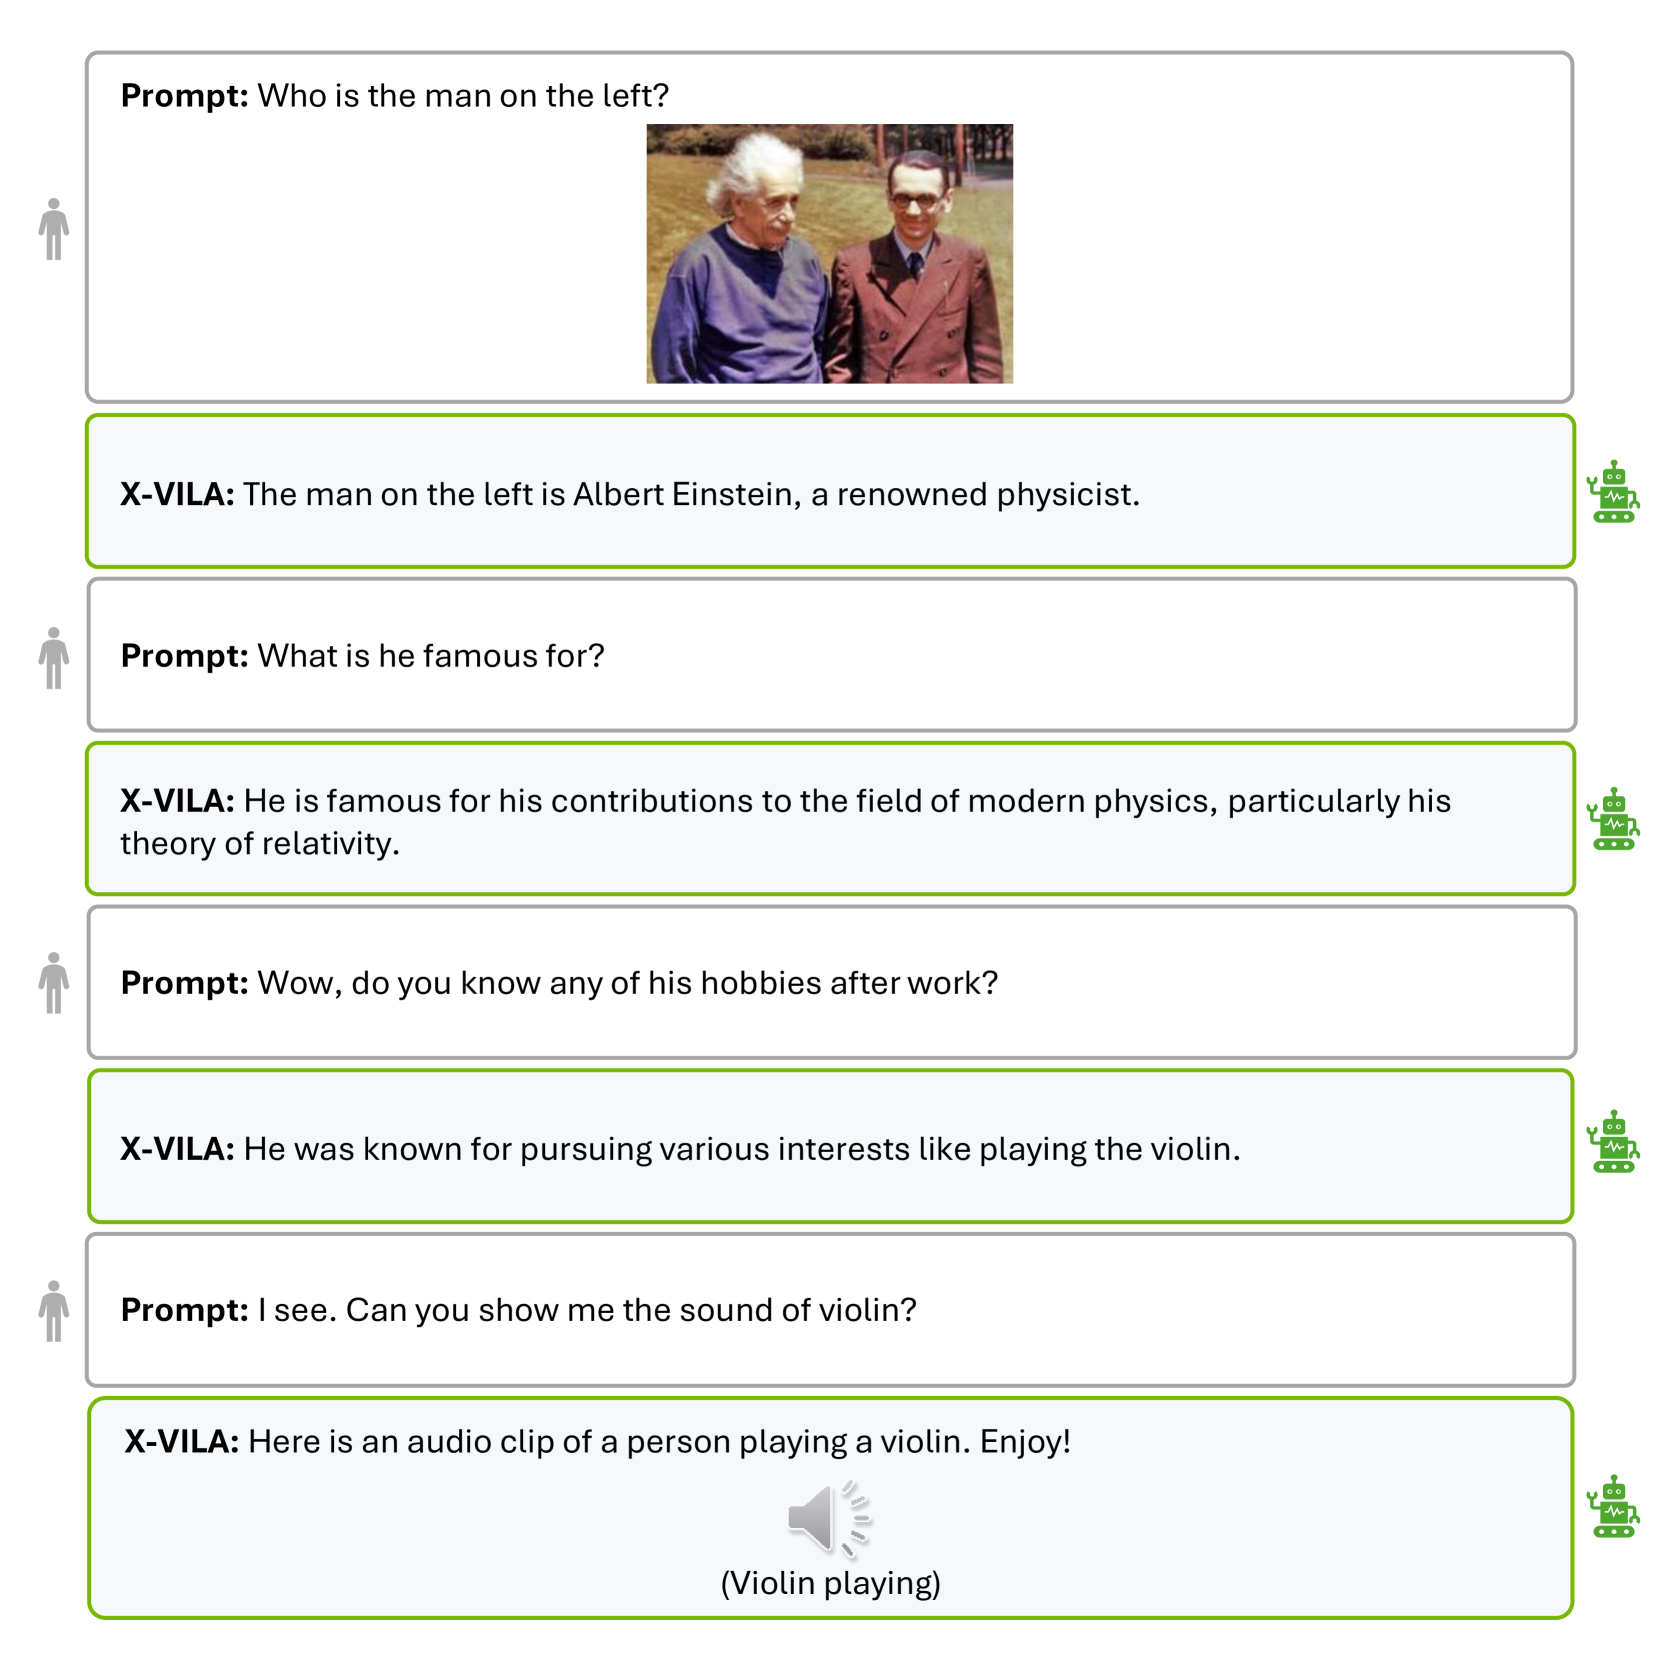 Prompt: Who is the man on the left?
X-VILA: The man on the left is Albert Einstein, a renowned physicist.
Prompt: What is he famous for?
X-VILA: He is famous for his contributions to the field of modern physics, particularly his
theory of relativity.
Prompt: Wow, do you know any of his hobbies after work?
X-VILA: He was known for pursuing various interests like playing the violin.
Prompt: I see. Can you show me the sound of violin?
X-VILA: Here is an audio clip of a person playing a violin. Enjoy!
(Violin playing)